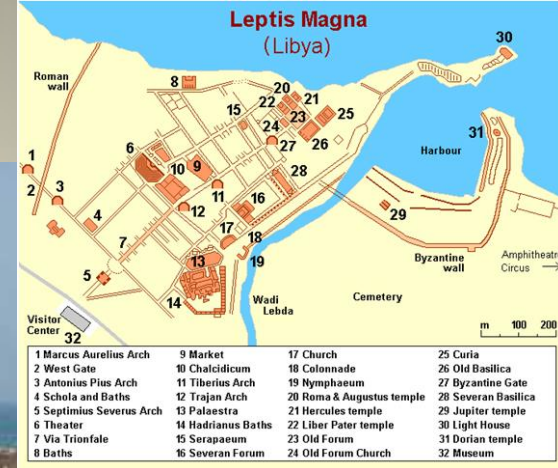 Leptis Magna
(Libya)
30
Roman
wall
8
20
21
22
15
23
25
24
6
31
27
26
Harbour
1
10
9
28
2
3
11
16
12
29
4
7
17
18
Byzantine
wall
Amphitheatre
Circus
13
19
5
14
Wadi
Lebda
Cemetery
Visitor
Center
32
m 100 200
1 Marcus Aurelius Arch
2 West Gate
3 Antonius Pius Arch
4 Schola and Baths
5 Septimius Severus Arch
6 Theater
7 Via Trionfale
8 Baths
9 Market
10 Chalcidicum
11 Tiberius Arch
12 Trajan Arch
13 Palaestra
14 Hadrianus Baths
15 Serapaeum
16 Severan Forum
17 Church
18 Colonnade
19 Nymphaeum
20 Roma & Augustus temple
21 Hercules temple
22 Liber Pater temple
23 Old Forum
24 Old Forum Church
25 Curia
26 Old Basilica
27 Byzantine Gate
28 Severan Basilica
29 Jupiter temple
30 Light House
31 Dorian temple
32 Museum